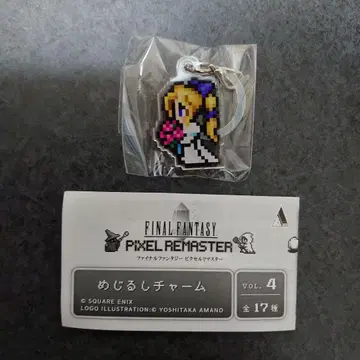 FINAL FANTASY
PIXEL REMASTER
ファイナルファンタジー ピクセルリマスター
めじるしチャーム
VOL. 4
全17種
© SQUARE ENIX
LOGO ILLUSTRATION:© YOSHITAKA AMANO